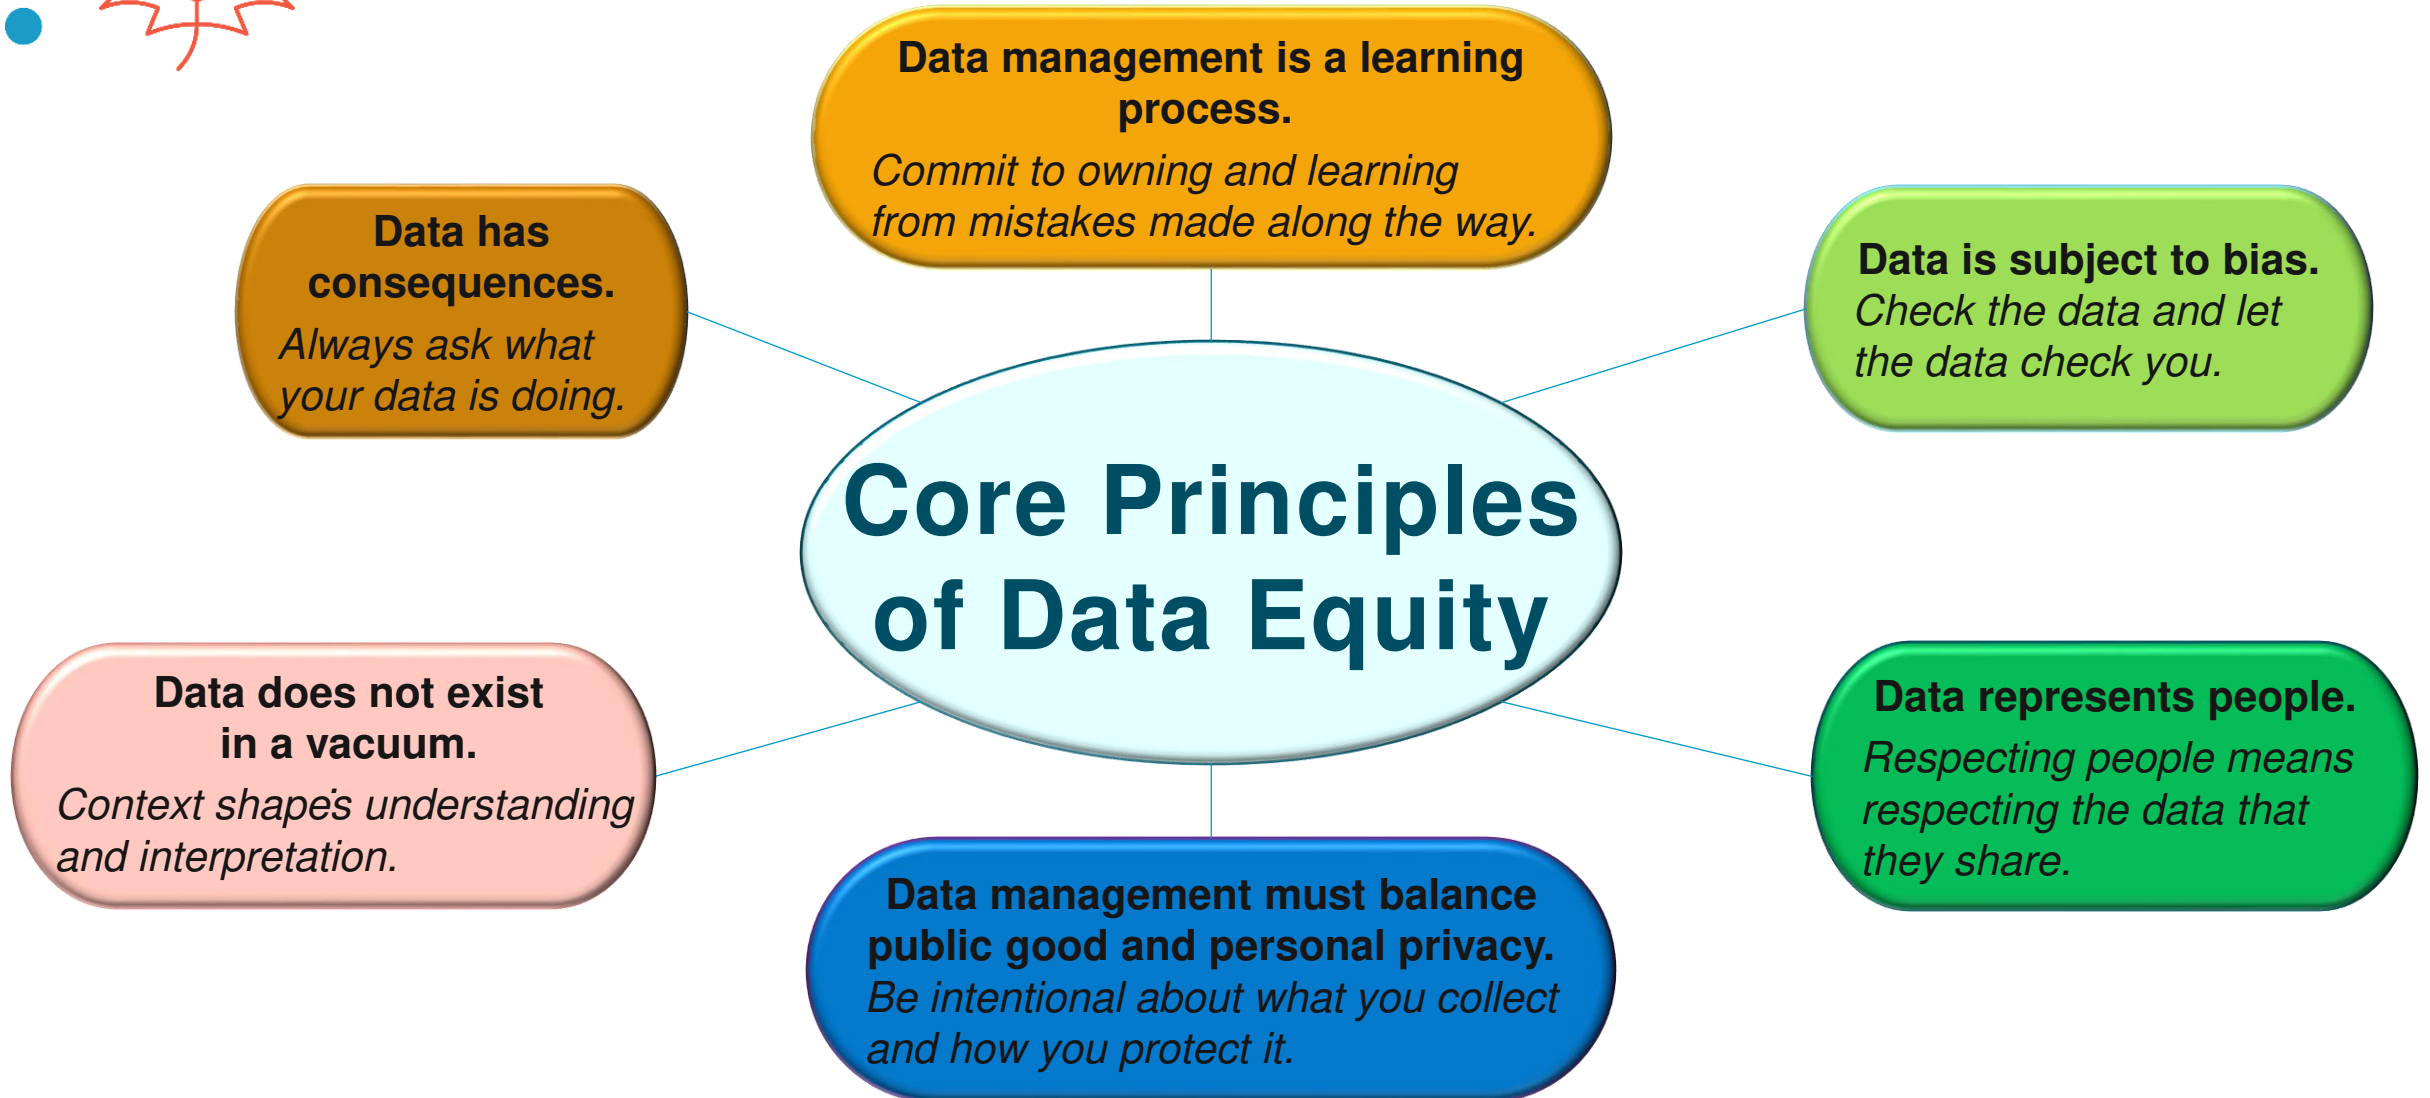 Data management is a learning
process.
Commit to owning and learning
from mistakes made along the way.
Data has
consequences.
Always ask what
your data is doing.
Data is subject to bias.
Check the data and let
the data check you.
Core Principles
of Data Equity
Data does not exist
in a vacuum.
Context shapes understanding
and interpretation.
Data represents people.
Respecting people means
respecting the data that
they share.
Data management must balance
public good and personal privacy.
Be intentional about what you collect
and how you protect it.